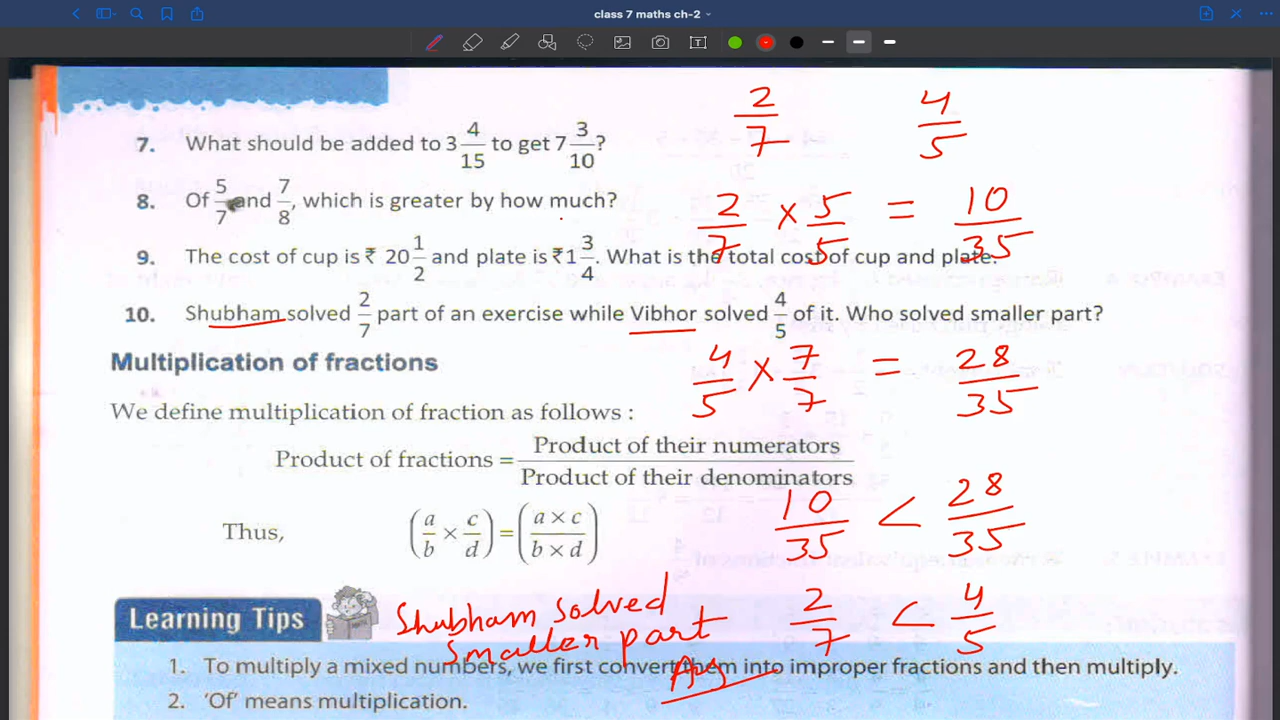 class 7 maths ch-2
7. What should be added to 3 4/15 to get 7 3/10?
8. Of 5/7 and 7/8, which is greater by how much?
9. The cost of cup is ₹ 20 1/2 and plate is ₹1 3/4. What is the total cost of cup and plate.
10. Shubham solved 2/7 part of an exercise while Vibhor solved 4/5 of it. Who solved smaller part?
Multiplication of fractions
We define multiplication of fraction as follows :
Product of fractions = Product of their numerators / Product of their denominators
Thus, (a/b × c/d) = (a × c / b × d)
Learning Tips
1. To multiply a mixed numbers, we first convert them into improper fractions and then multiply.
2. 'Of' means multiplication.
2/7 4/5
2/7 × 5/5 = 10/35
4/5 × 7/7 = 28/35
10/35 < 28/35
2/7 < 4/5
Shubham solved
smaller part
Ans